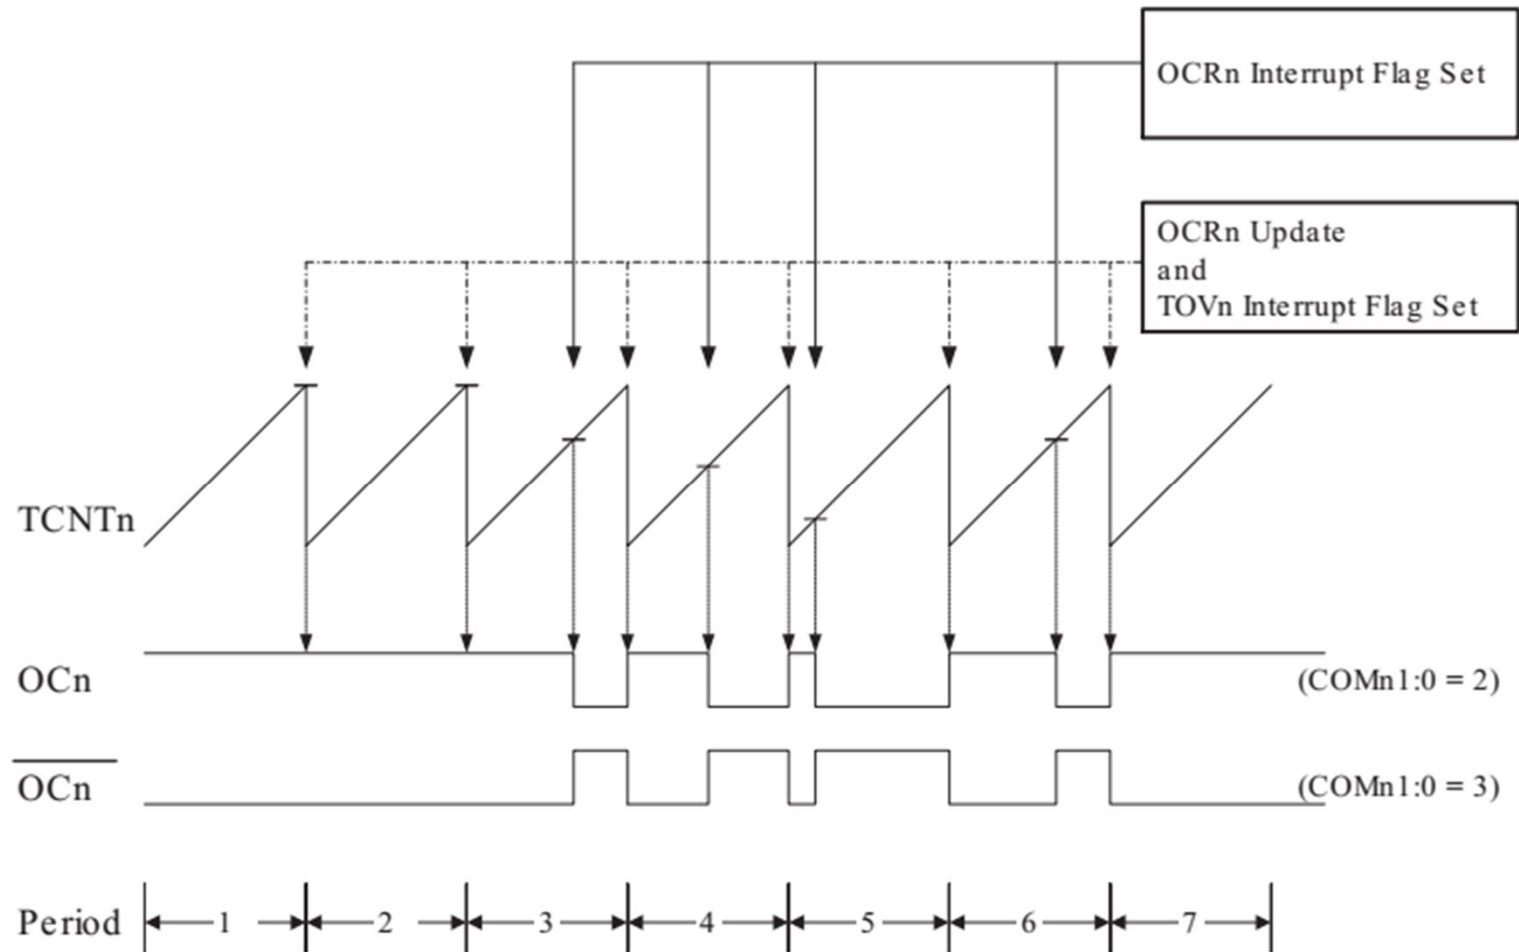 OCRn Interrupt Flag Set
OCRn Update
and
TOVn Interrupt Flag Set
TCNTn
OCn
(COMn1:0 = 2)
OCn
(COMn1:0 = 3)
Period
1
2
3
4
5
6
7